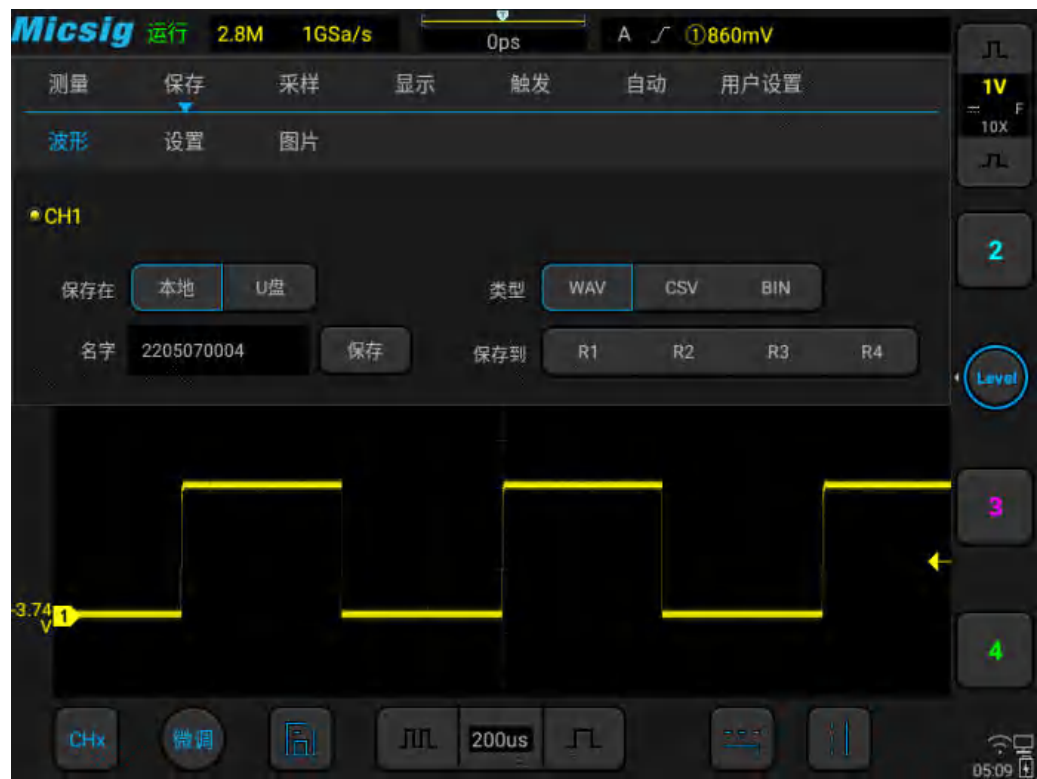 Micsig 运行 2.8M 1GSa/s 0ps A ①860mV
测量 保存 采样 显示 触发 自动 用户设置
1V
F
10X
波形 设置 图片
CH1
2
保存在 本地 U盘 类型 WAV CSV BIN
名字 2205070004 保存 保存到 R1 R2 R3 R4
Level
3
-3.74
V
1
4
CHx 微调 200us
05:09